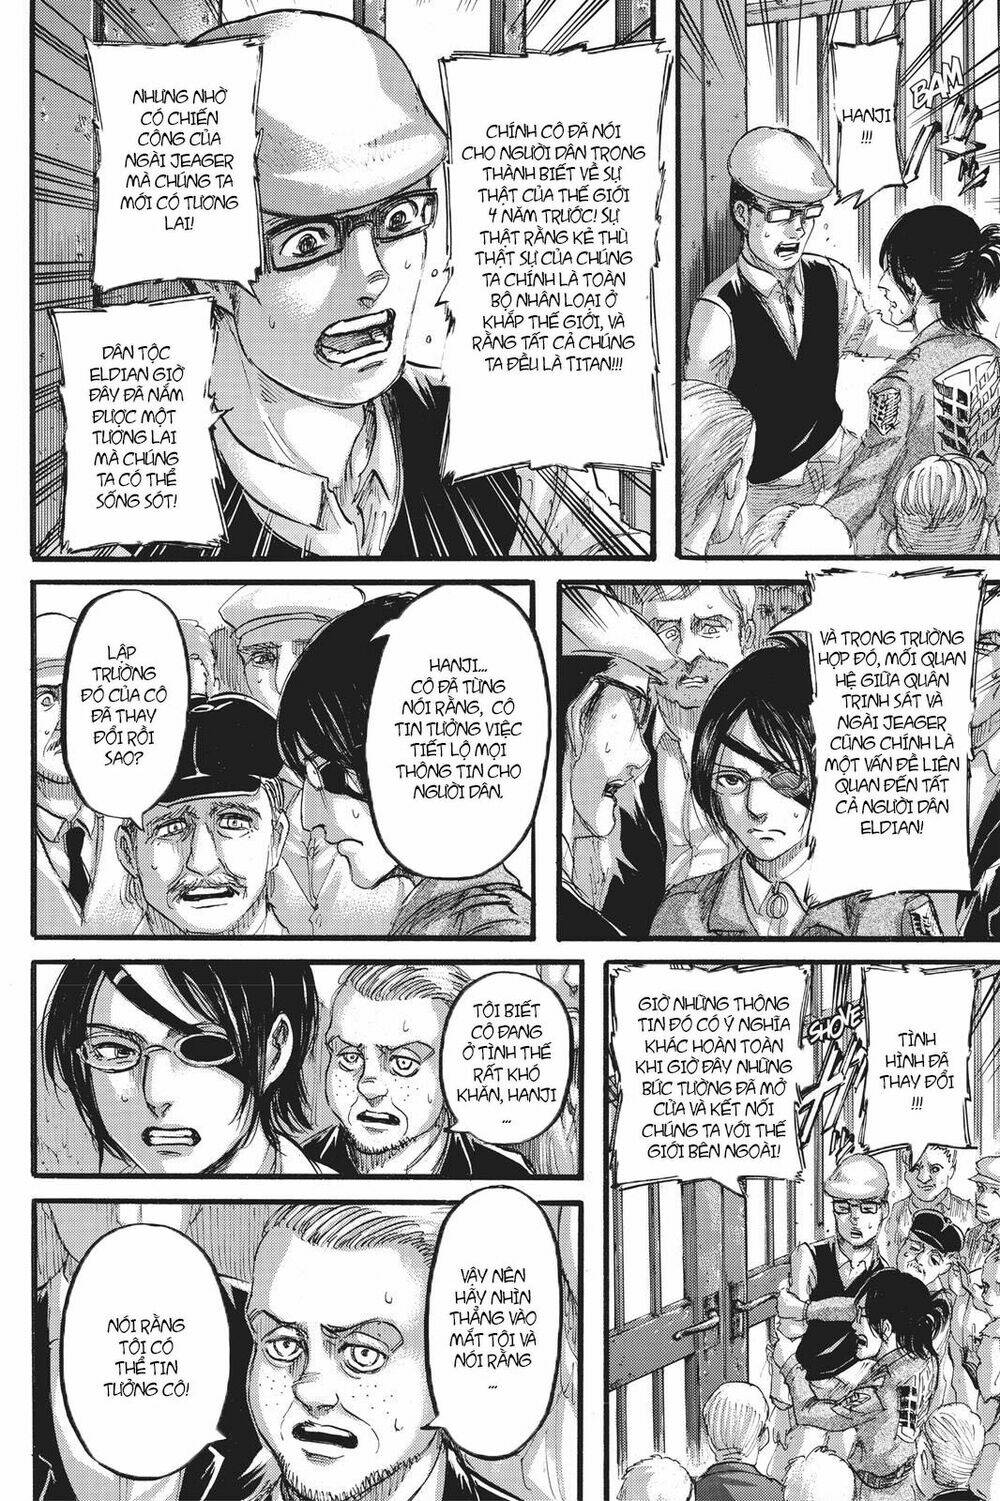 HANJI
!!!
BAM
CHÍNH CÔ ĐÃ NÓI
CHO NGƯỜI DÂN TRONG
THÀNH BIẾT VỀ SỰ
THẬT CỦA THẾ GIỚI
4 NĂM TRƯỚC! SỰ
THẬT RẰNG KẺ THÙ
THẬT SỰ CỦA CHÚNG
TA CHÍNH LÀ TOÀN
BỘ NHÂN LOẠI Ở
KHẮP THẾ GIỚI, VÀ
RẰNG TẤT CẢ CHÚNG
TA ĐỀU LÀ TITAN!!!
NHƯNG NHỜ
CÓ CHIẾN
CÔNG CỦA
NGÀI JEAGER
MÀ CHÚNG TA
MỚI CÓ TƯƠNG
LAI!
DÂN TỘC
ELDIAN GIỜ
ĐÂY ĐÃ NẮM
ĐƯỢC MỘT
TƯƠNG LAI
MÀ CHÚNG
TA CÓ THỂ
SỐNG SÓT!
VÀ TRONG TRƯỜNG
HỢP ĐÓ, MỐI QUAN
HỆ GIỮA QUÂN
TRINH SÁT VÀ
NGÀI JEAGER
CŨNG CHÍNH LÀ
MỘT VẤN ĐỀ LIÊN
QUAN ĐẾN TẤT
CẢ NGƯỜI DÂN
ELDIAN!
HANJI...
CÔ ĐÃ TỪNG
NÓI RẰNG, CÔ
TIN TƯỞNG VIỆC
TIẾT LỘ MỌI
THÔNG TIN CHO
NGƯỜI DÂN.
LẬP
TRƯỜNG
ĐÓ CỦA CÔ
ĐÃ THAY
ĐỔI RỒI
SAO?
TÌNH
HÌNH ĐÃ
THAY ĐỔI
!!!
SHOVE
GIỜ NHỮNG THÔNG
TIN ĐÓ CÓ Ý NGHĨA
KHÁC HOÀN TOÀN
KHI GIỜ ĐÂY NHỮNG
BỨC TƯỜNG ĐÃ MỞ
CỬA VÀ KẾT NỐI
CHÚNG TA VỚI THẾ
GIỚI BÊN NGOÀI!
TÔI BIẾT
CÔ ĐANG
Ở TÌNH THẾ
RẤT KHÓ
KHĂN, HANJI
...
VẬY NÊN
HÃY NHÌN
THẲNG VÀO
MẮT TÔI VÀ
NÓI RẰNG
...
NÓI RẰNG
TÔI CÓ
THỂ TIN
TƯỞNG CÔ!